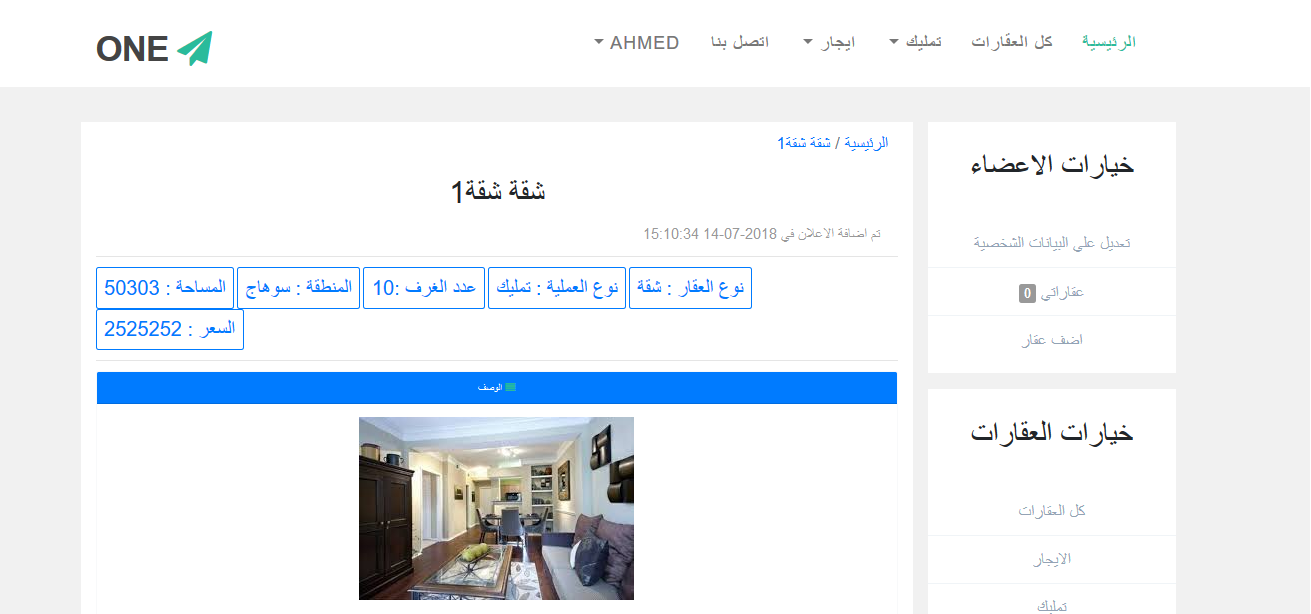 الرئيسية كل العقارات تمليك ايجار اتصل بنا AHMED
ONE
خيارات الاعضاء
تعديل علي البيانات الشخصية
عقاراتي 0
اضف عقار
خيارات العقارات
كل العقارات
الايجار
تمليك
الرئيسية / شقة شقة1
شقة شقة1
تم اضافة الاعلان في 2018-07-14 15:10:34
نوع العقار : شقة نوع العملية : تمليك عدد الغرف :10 المنطقة : سوهاج المساحة : 50303
السعر : 2525252
الوصف